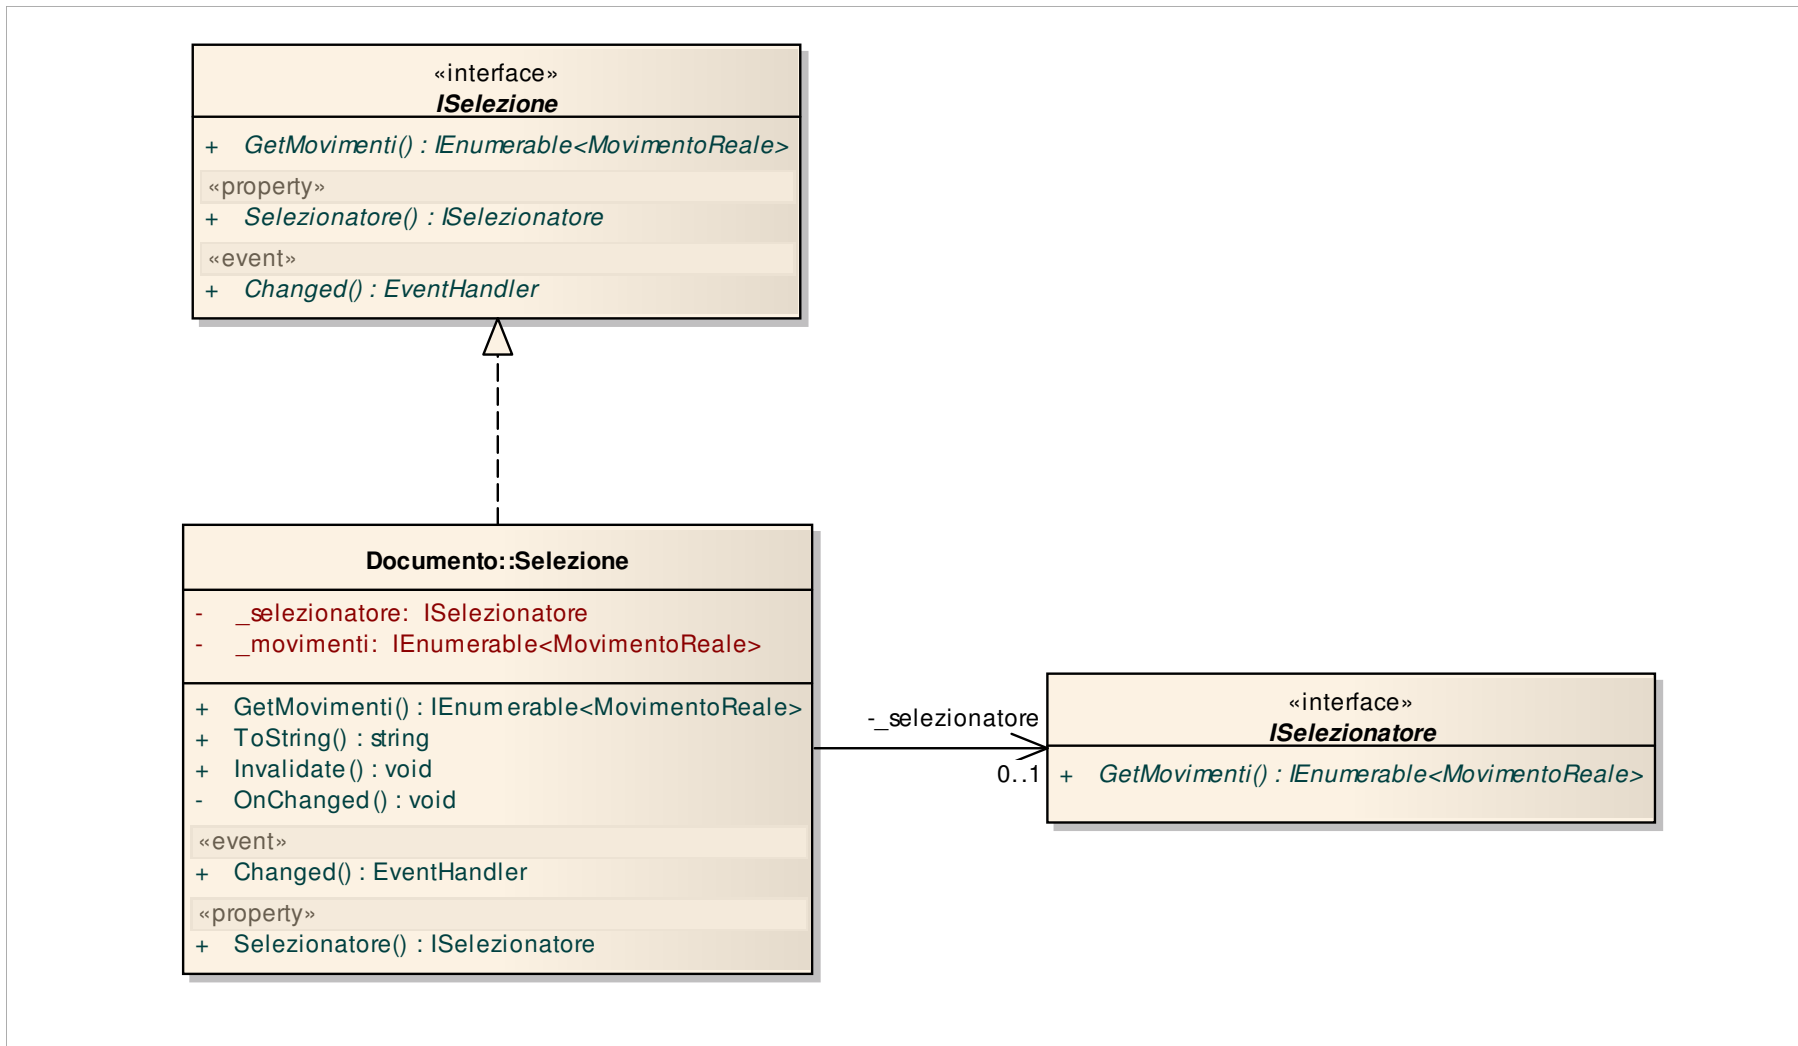 «interface»
ISelezione
+ GetMovimenti() : IEnumerable<MovimentoReale>
«property»
+ Selezionatore() : ISelezionatore
«event»
+ Changed() : EventHandler
Documento::Selezione
- _selezionatore: ISelezionatore
- _movimenti: IEnumerable<MovimentoReale>
+ GetMovimenti() : IEnumerable<MovimentoReale>
+ ToString() : string
+ Invalidate() : void
- OnChanged() : void
«event»
+ Changed() : EventHandler
«property»
+ Selezionatore() : ISelezionatore
-_selezionatore
0..1
«interface»
ISelezionatore
+ GetMovimenti() : IEnumerable<MovimentoReale>